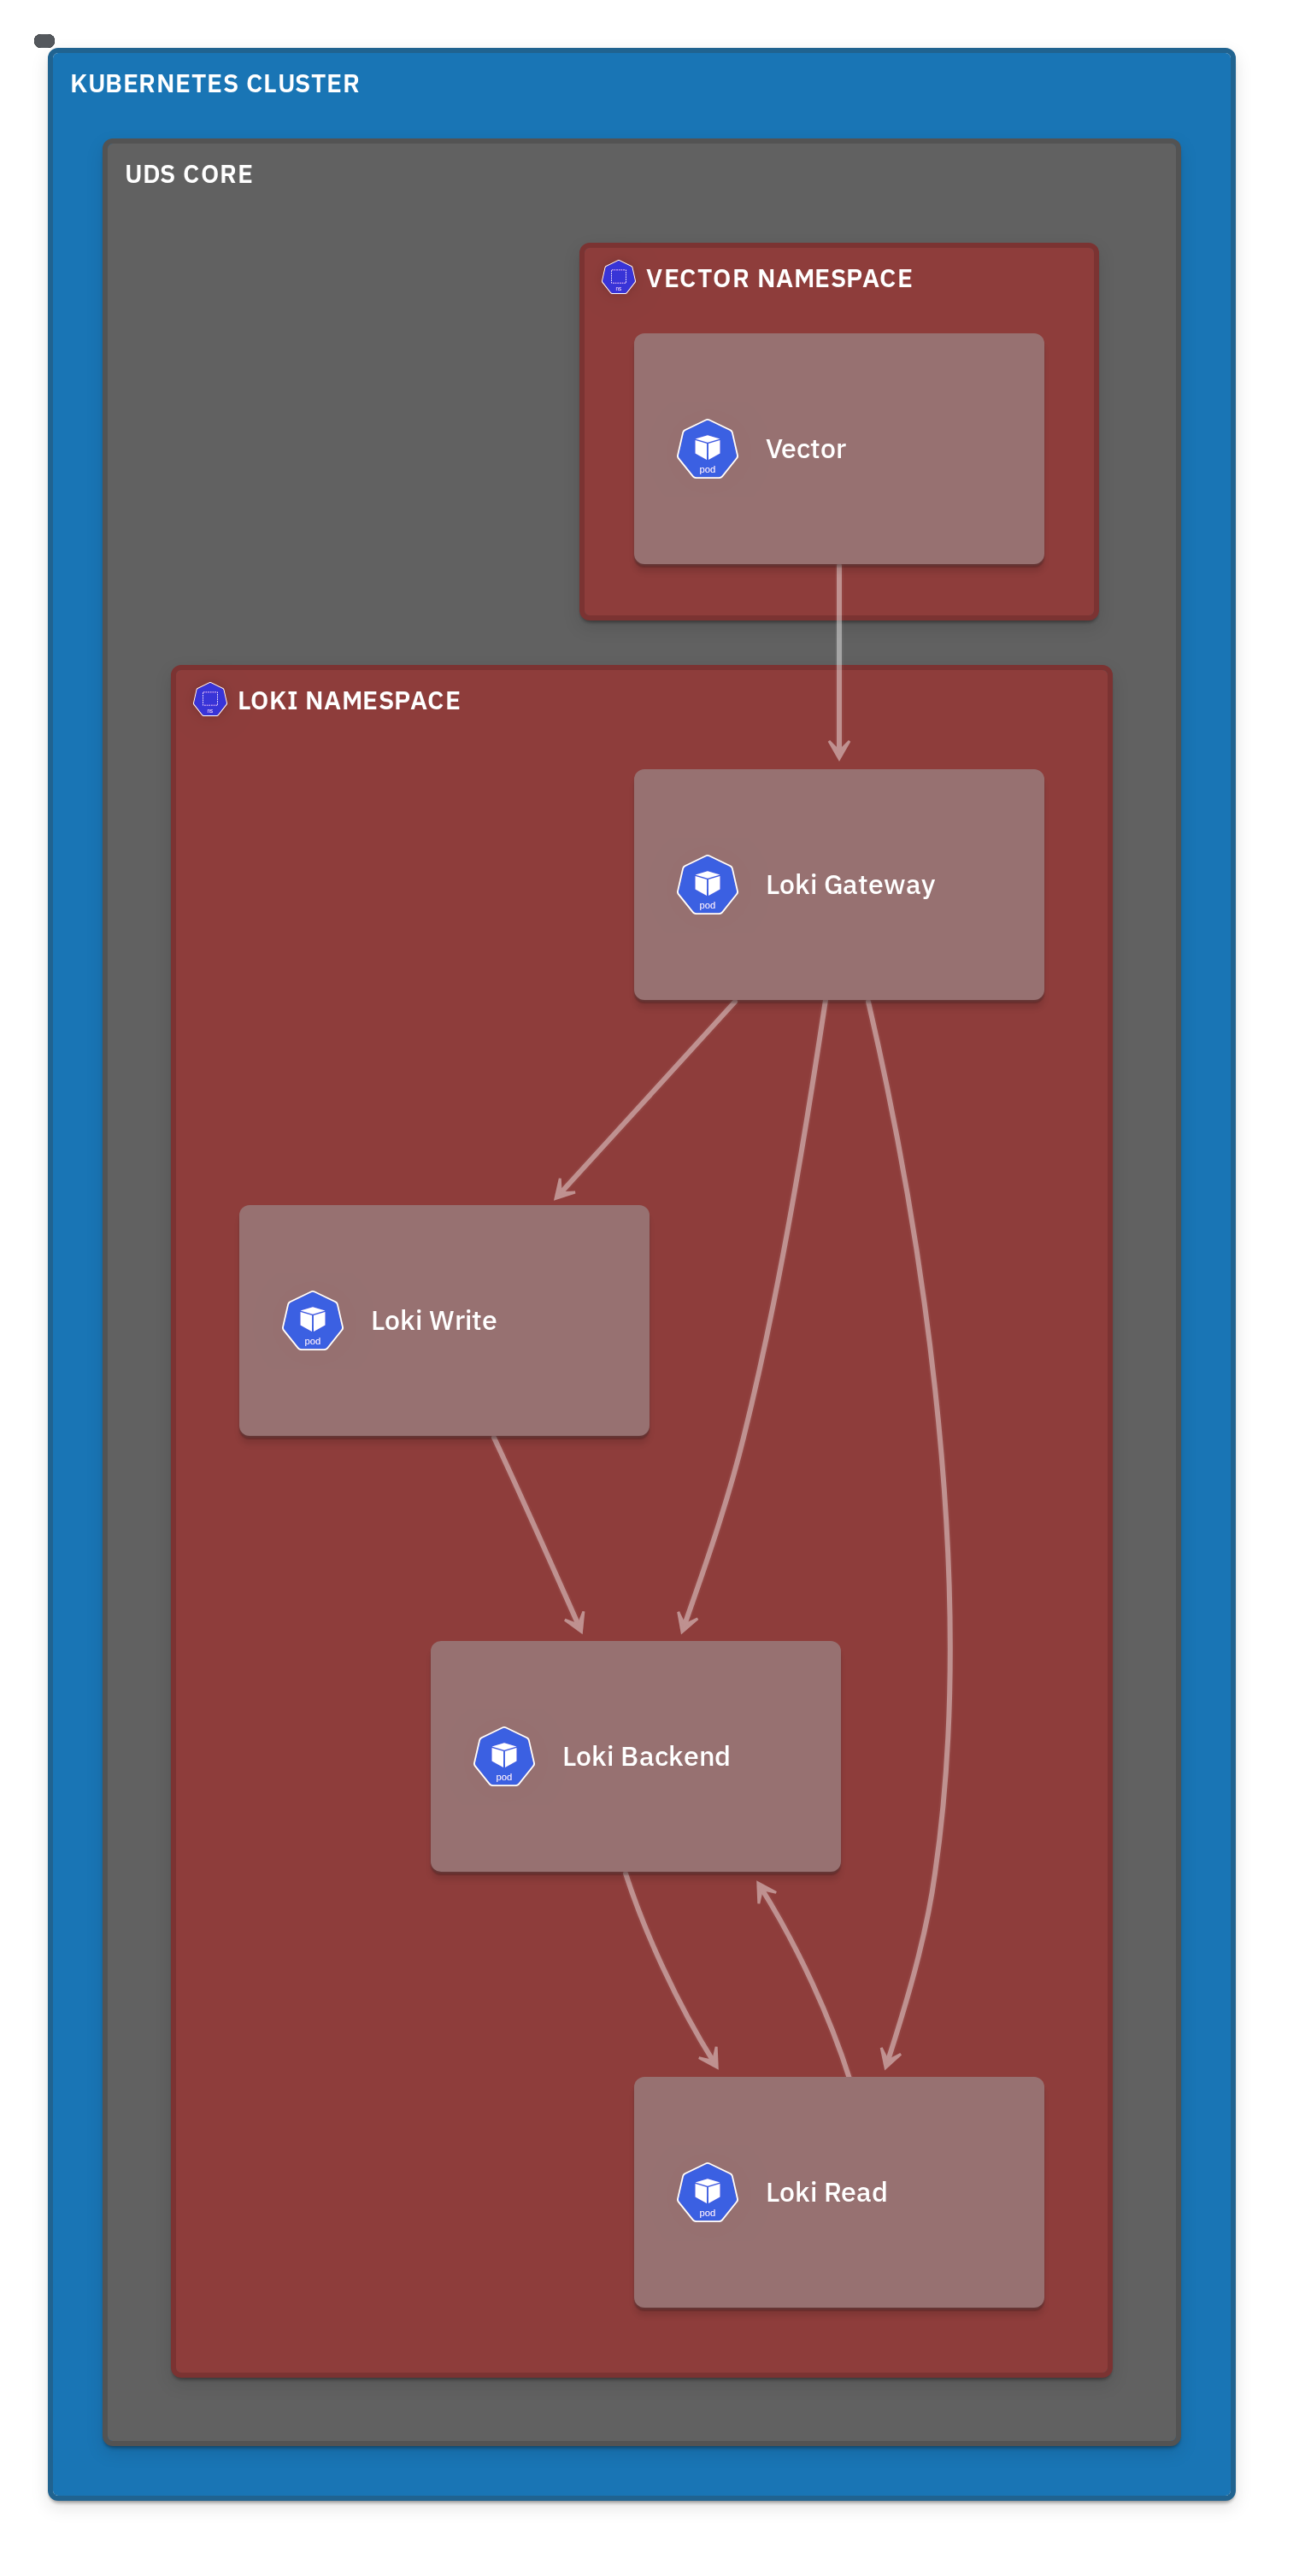 KUBERNETES CLUSTER
UDS CORE
ns
VECTOR NAMESPACE
pod
Vector
ns
LOKI NAMESPACE
pod
Loki Gateway
pod
Loki Write
pod
Loki Backend
pod
Loki Read